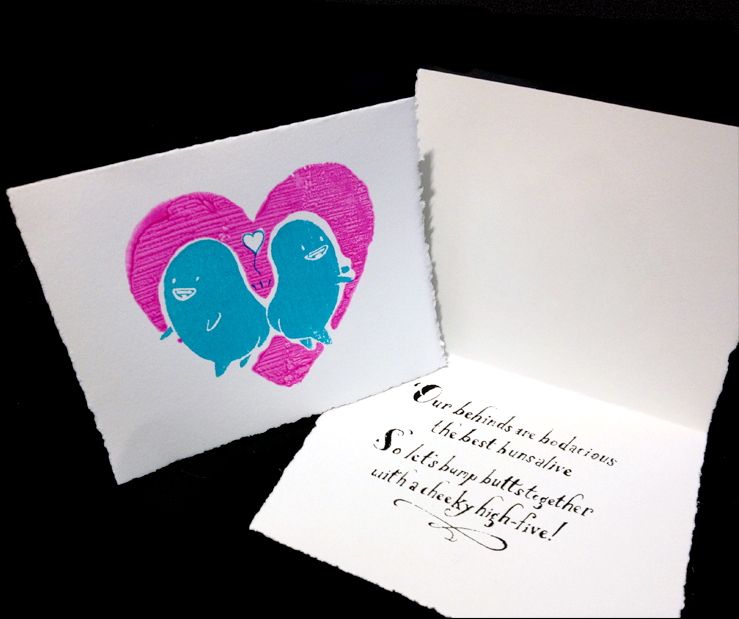 Our behinds are bodacious
the best buns alive
So let's bump butts together
with a cheeky high-five!